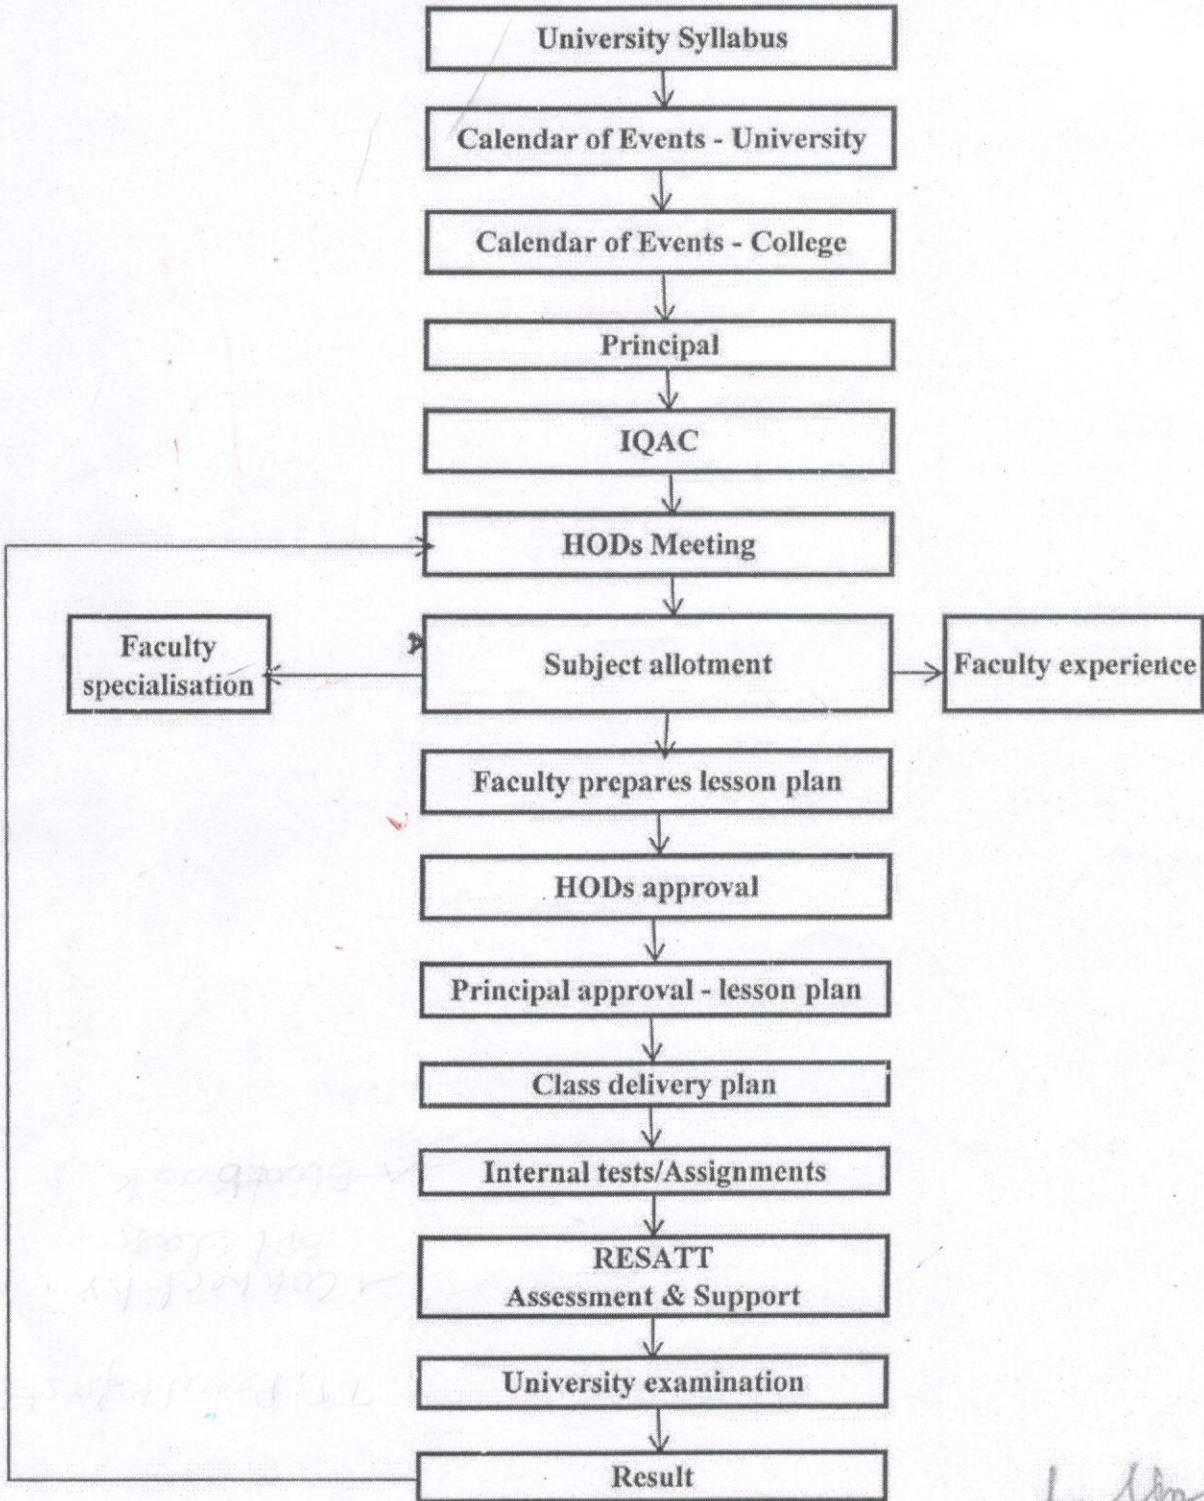 University Syllabus
Calendar of Events - University
Calendar of Events - College
Principal
IQAC
HODs Meeting
Faculty
specialisation
Subject allotment
Faculty experience
Faculty prepares lesson plan
HODs approval
Principal approval - lesson plan
Class delivery plan
Internal tests/Assignments
RESATT
Assessment & Support
University examination
Result